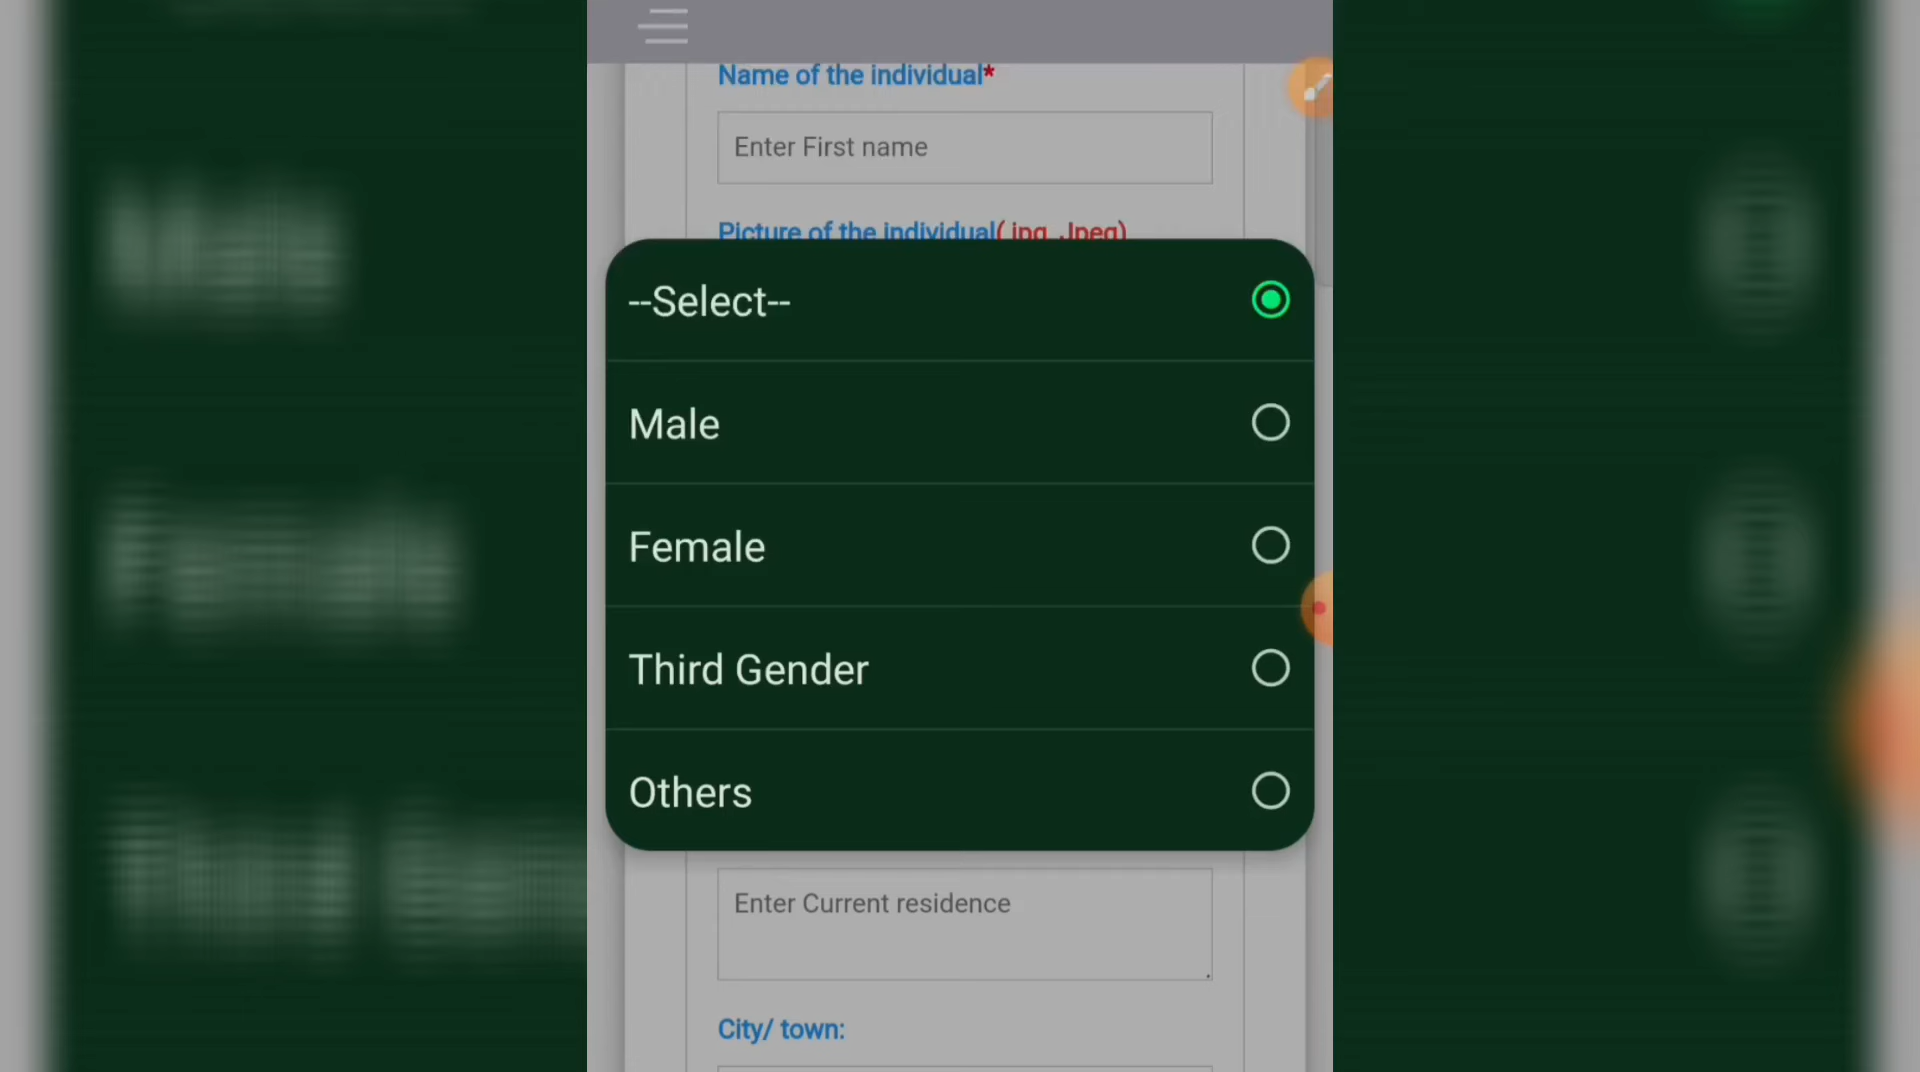 Name of the individual*
Enter First name
Picture of the individual(.jpg, .Jpeg)
--Select--
Male
Female
Third Gender
Others
Enter Current residence
City/ town: